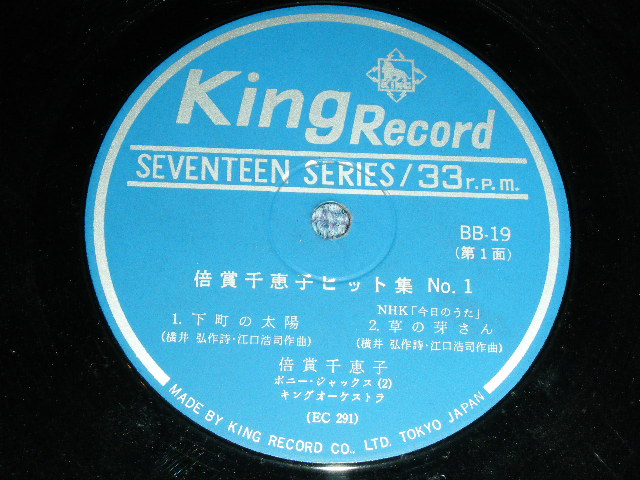 KING
King Record
SEVENTEEN SERIES/33r.p.m.
BB-19
(第1面)
倍賞千恵子ヒット集 No.1
1.下町の太陽
(横井 弘作詩・江口浩司作曲)
NHK「今日のうた」
2.草の芽さん
(横井 弘作詩・江口浩司作曲)
倍賞千恵子
ボニー・ジャックス(2)
キングオーケストラ
(EC 291)
MADE BY KING RECORD CO., LTD. TOKYO JAPAN